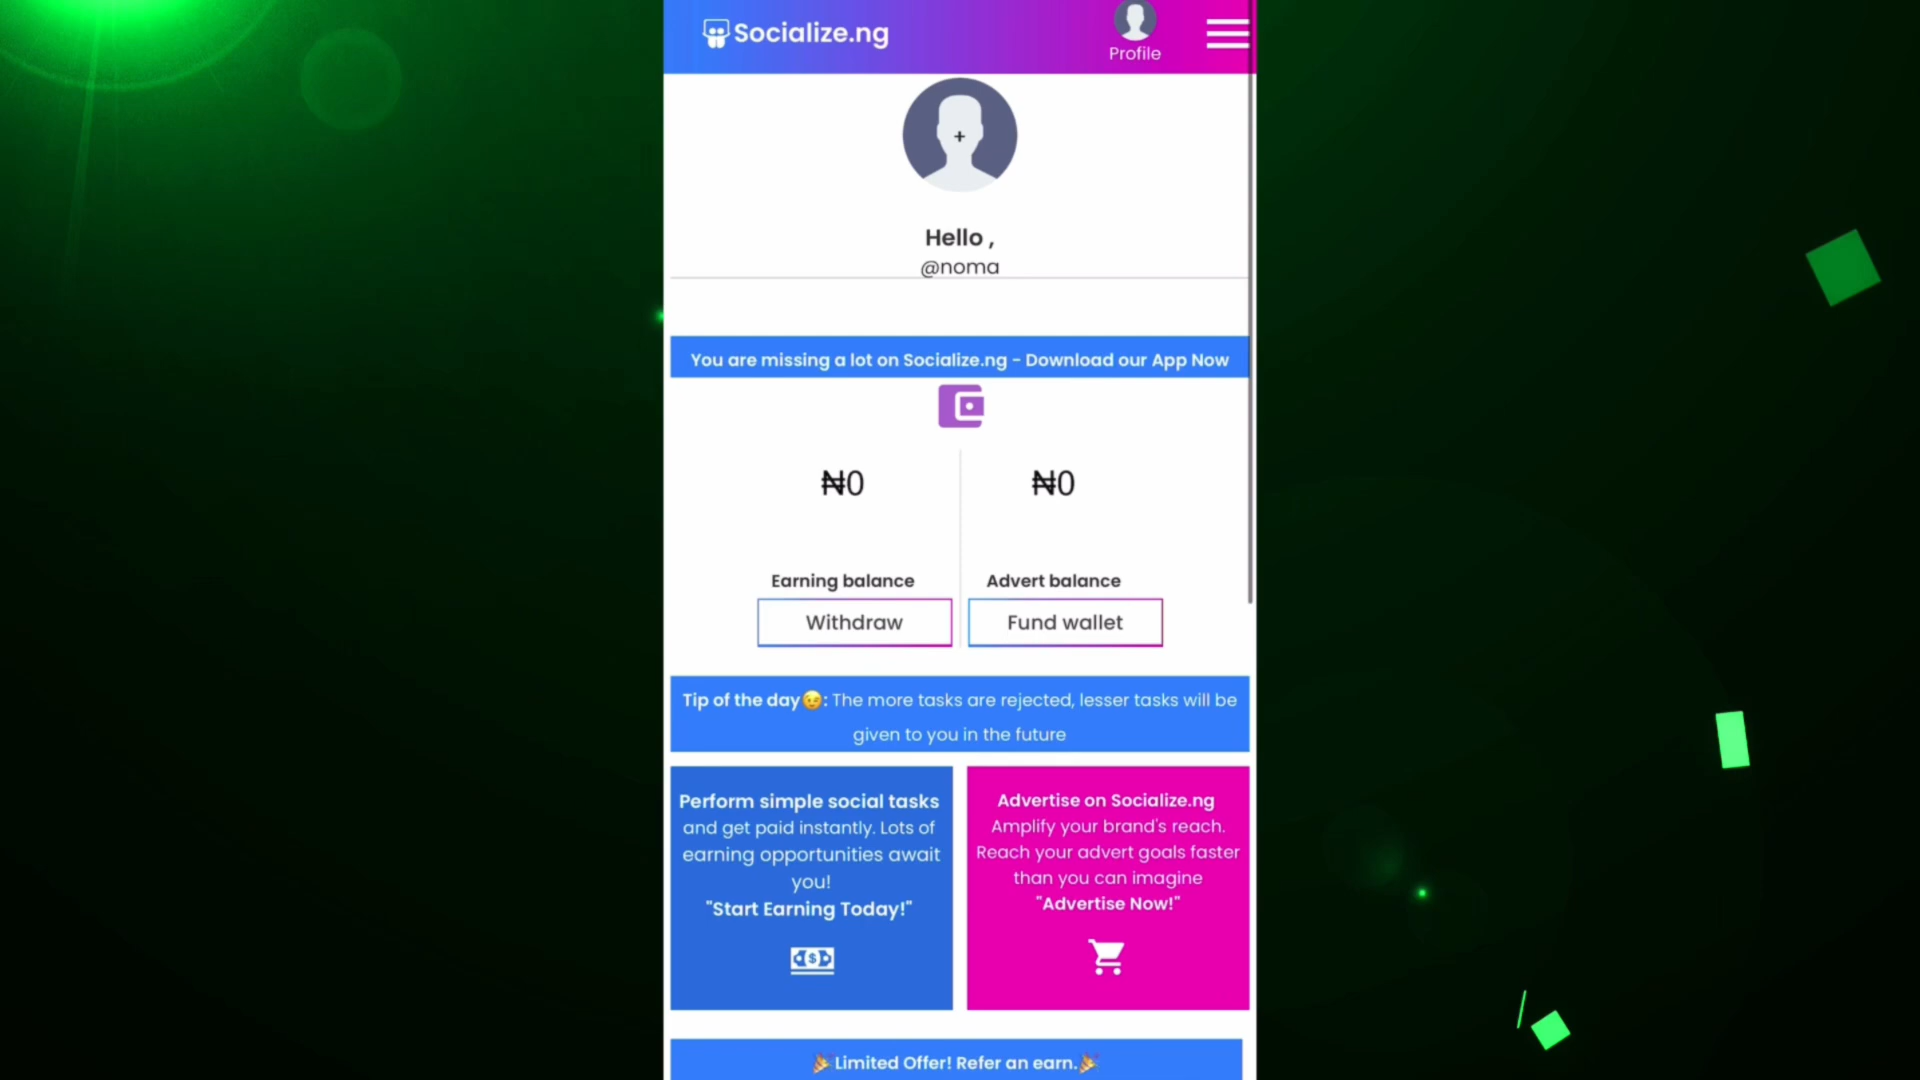 Socialize.ng
Profile
+
Hello ,
@noma
You are missing a lot on Socialize.ng - Download our App Now
₦0
₦0
Earning balance
Advert balance
Withdraw
Fund wallet
Tip of the day😉: The more tasks are rejected, lesser tasks will be
given to you in the future
Perform simple social tasks
and get paid instantly. Lots of
earning opportunities await
you!
"Start Earning Today!"
Advertise on Socialize.ng
Amplify your brand's reach.
Reach your advert goals faster
than you can imagine
"Advertise Now!"
🎉Limited Offer! Refer an earn.🎉